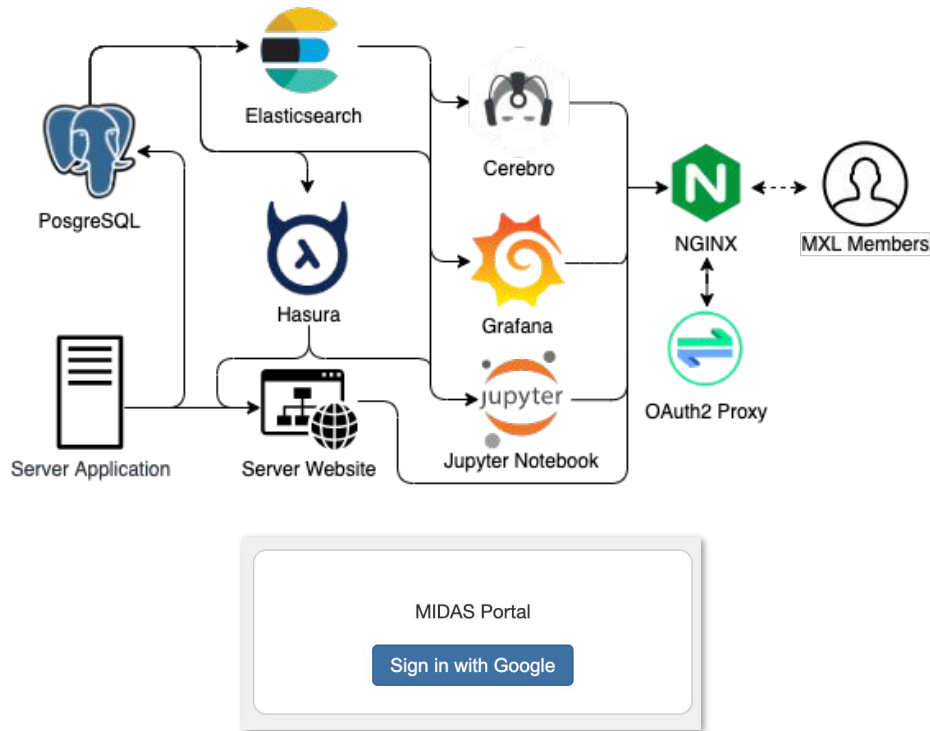 Elasticsearch
Cerebro
PosgreSQL
NGINX
MXL Members
Hasura
Grafana
jupyter
OAuth2 Proxy
Server Application
Server Website
Jupyter Notebook
MIDAS Portal
Sign in with Google